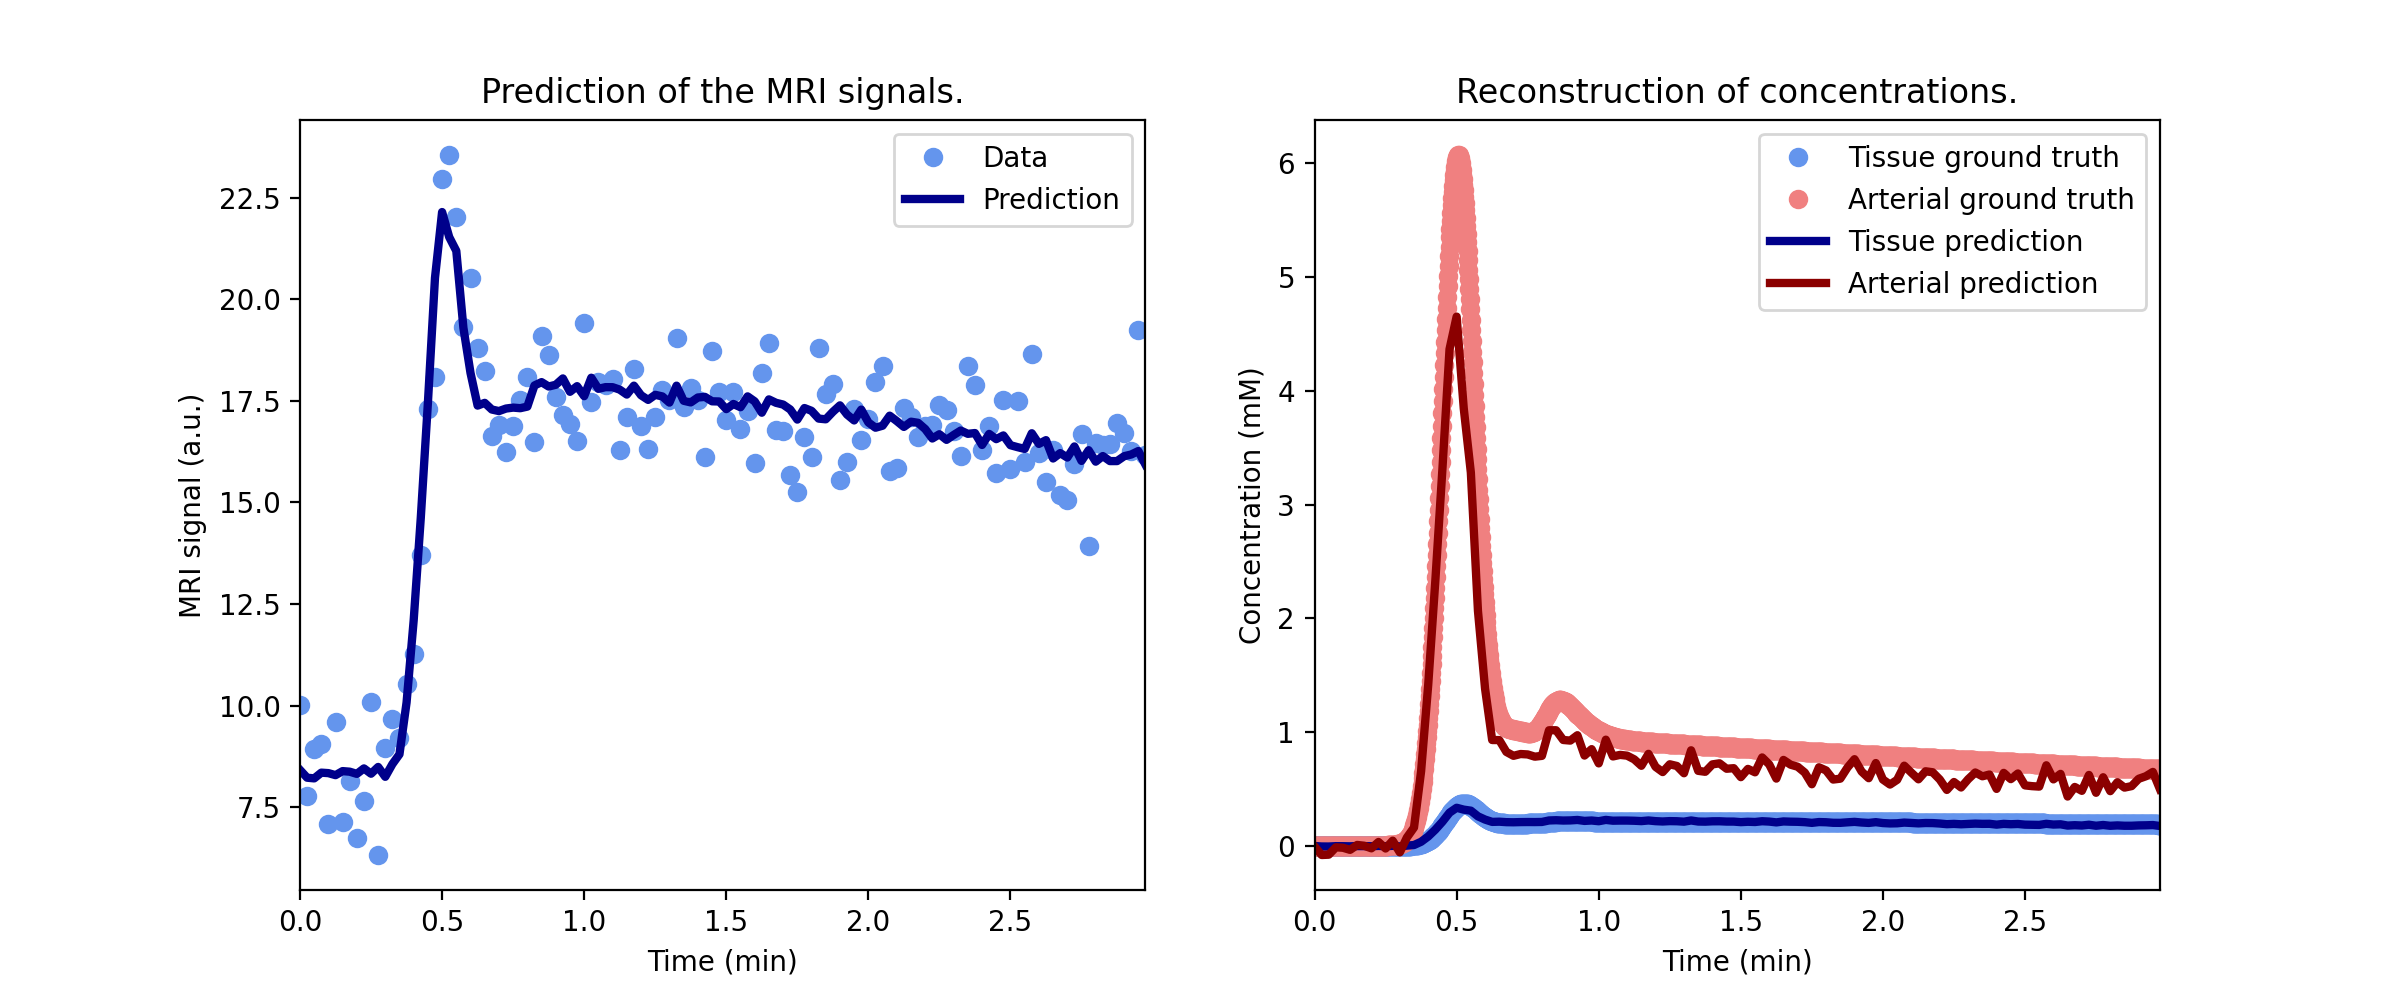 Prediction of the MRI signals.
Data
Prediction
22.5
20.0
17.5
15.0
12.5
10.0
7.5
MRI signal (a.u.)
0.0 0.5 1.0 1.5 2.0 2.5
Time (min)
Reconstruction of concentrations.
Tissue ground truth
Arterial ground truth
Tissue prediction
Arterial prediction
6
5
4
3
2
1
0
Concentration (mM)
0.0 0.5 1.0 1.5 2.0 2.5
Time (min)